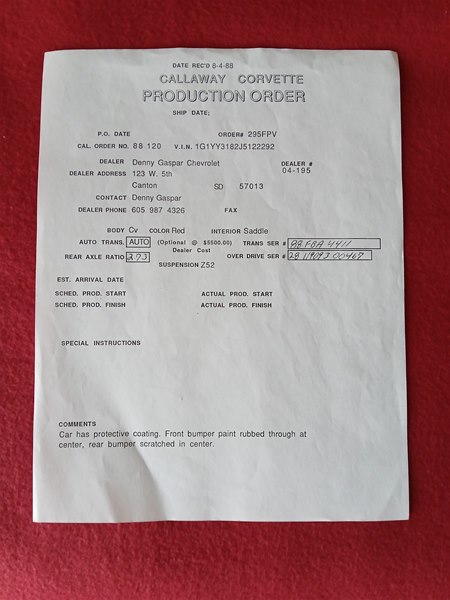 DATE REC'D 8-4-88
CALLAWAY CORVETTE
PRODUCTION ORDER
SHIP DATE;
P.O. DATE ORDER# 295FPV
CAL. ORDER NO. 88 120 V.I.N. 1G1YY3182J5122292
DEALER Denny Gaspar Chevrolet DEALER #
DEALER ADDRESS 123 W. 5th 04-195
Canton SD 57013
CONTACT Denny Gaspar
DEALER PHONE 605 987 4326 FAX
BODY Cv COLOR Red INTERIOR Saddle
AUTO TRANS. AUTO (Optional @ $5500.00) TRANS SER # 88FBA4411
Dealer Cost
REAR AXLE RATIO 2.73 OVER DRIVE SER #
SUSPENSION Z52
EST. ARRIVAL DATE
SCHED. PROD. START ACTUAL PROD. START
SCHED. PROD. FINISH ACTUAL PROD. FINISH
SPECIAL INSTRUCTIONS
COMMENTS
Car has protective coating. Front bumper paint rubbed through at
center, rear bumper scratched in center.